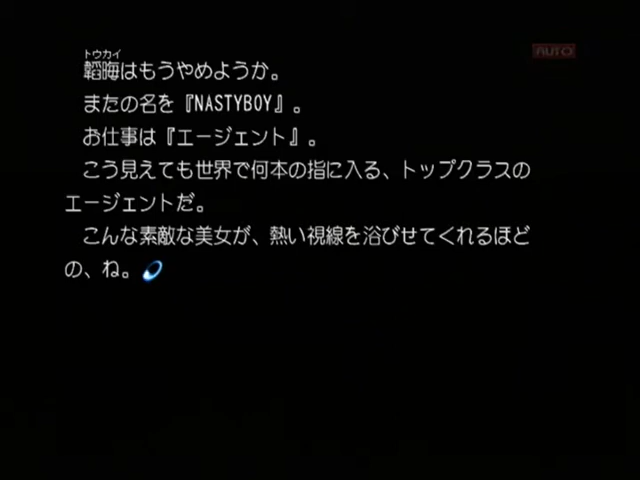 AUTO
トウカイ
韜晦はもうやめようか。
またの名を『NASTYBOY』。
お仕事は『エージェント』。
こう見えても世界で何本の指に入る、トップクラスの
エージェントだ。
こんな素敵な美女が、熱い視線を浴びせてくれるほど
の、ね。